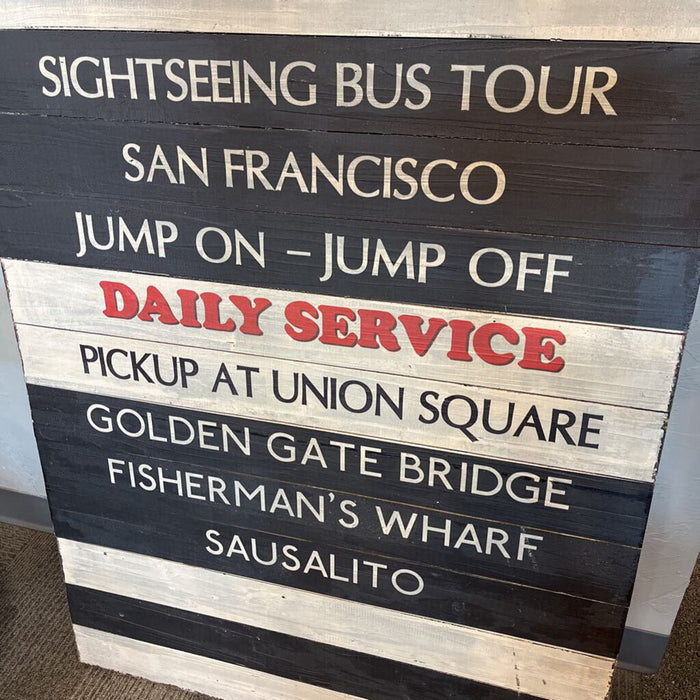 SIGHTSEEING BUS TOUR
SAN FRANCISCO
JUMP ON – JUMP OFF
DAILY SERVICE
PICKUP AT UNION SQUARE
GOLDEN GATE BRIDGE
FISHERMAN'S WHARF
SAUSALITO